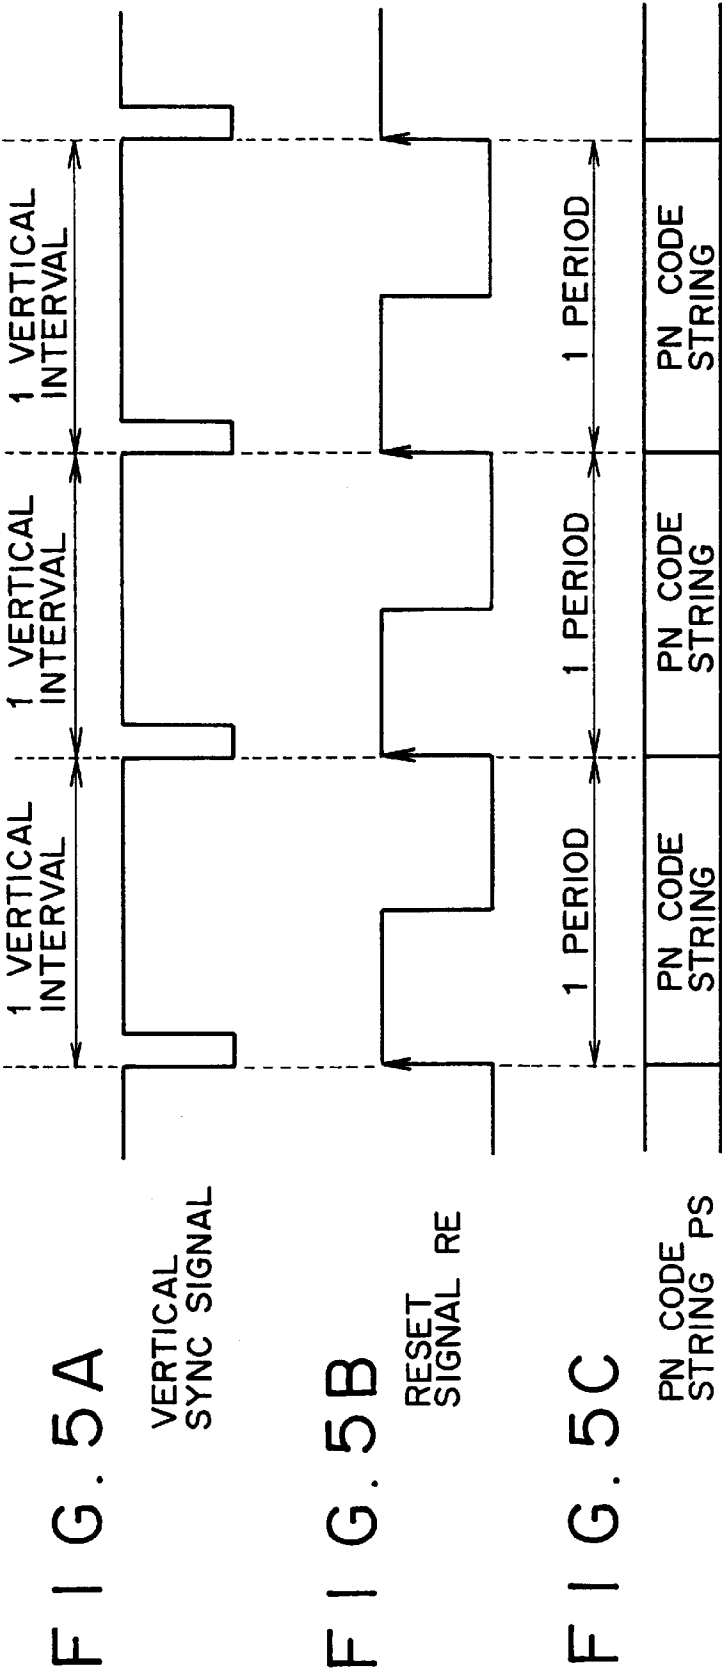 FIG. 5A
VERTICAL
SYNC SIGNAL
1 VERTICAL
INTERVAL
1 VERTICAL
INTERVAL
1 VERTICAL
INTERVAL
FIG. 5B
RESET
SIGNAL RE
FIG. 5C
PN CODE
STRING PS
1 PERIOD
1 PERIOD
1 PERIOD
PN CODE
STRING
PN CODE
STRING
PN CODE
STRING